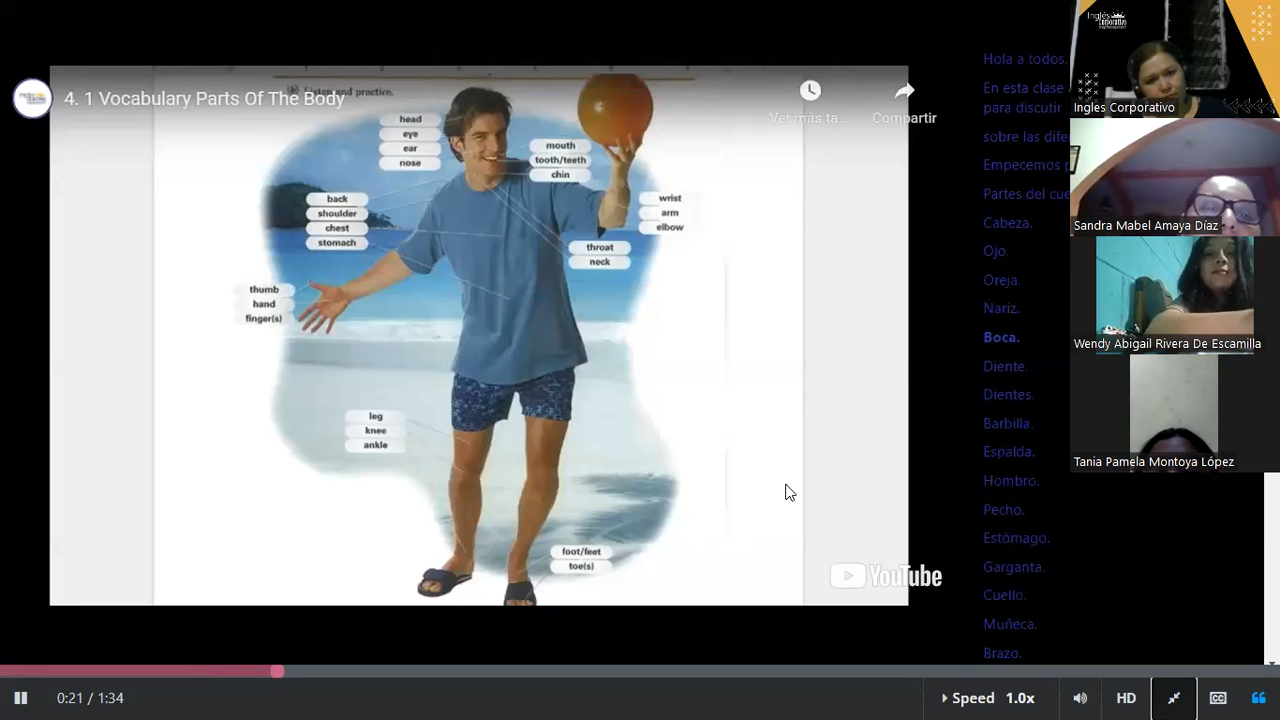 4. 1 Vocabulary Parts Of The Body
Listen and practice.
Ver más ta...
Compartir
head
eye
ear
nose
mouth
tooth/teeth
chin
back
shoulder
chest
stomach
wrist
arm
elbow
throat
neck
thumb
hand
finger(s)
leg
knee
ankle
foot/feet
toe(s)
YouTube
Hola a todos.
En esta clase
para discutir
sobre las dife
Empecemos p
Partes del cue
Cabeza.
Ojo.
Oreja.
Nariz.
Boca.
Diente.
Dientes.
Barbilla.
Espalda.
Hombro.
Pecho.
Estómago.
Garganta.
Cuello.
Muñeca.
Brazo.
Inglés
Corporativo
Ingles Corporativo
Sandra Mabel Amaya Díaz
Wendy Abigail Rivera De Escamilla
Tania Pamela Montoya López
0:21 / 1:34
Speed 1.0x
HD
CC